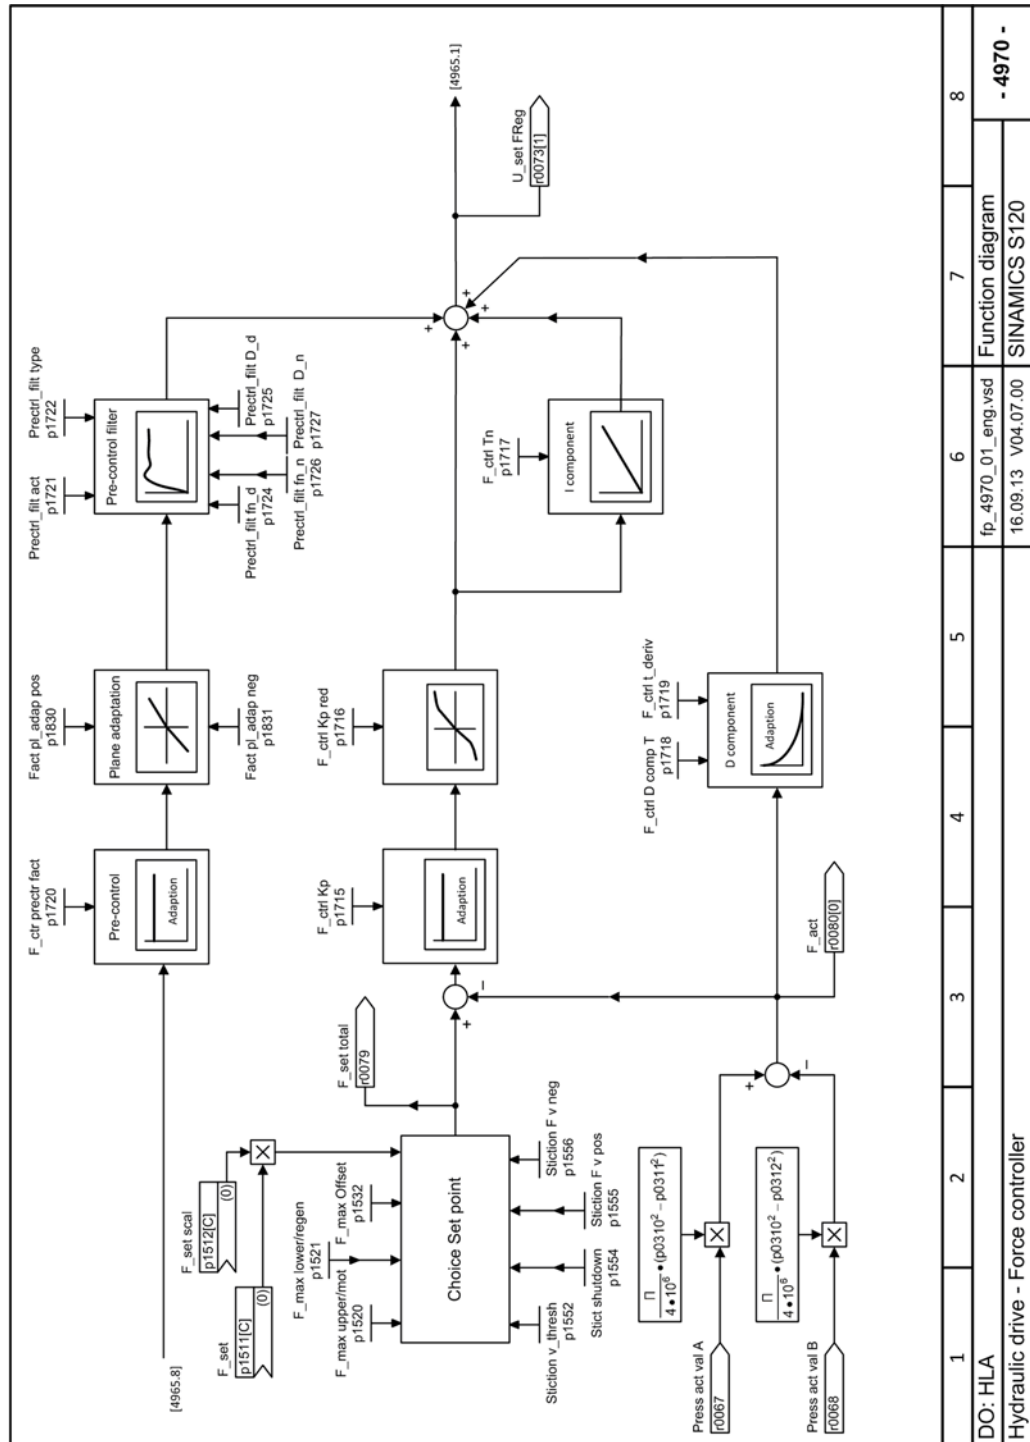 [4965.8]
F_set
p1511[C]
(0)
F_set scal
p1512[C]
(0)
F_ctr prectr fact
p1720
Pre-control
Adaption
Fact pl_adap pos
p1830
Plane adaptation
Fact pl_adap neg
p1831
Prectrl_filt act
p1721
Prectrl_filt type
p1722
Pre-control filter
Prectrl_filt fn_d
p1724
Prectrl_filt D_d
p1725
Prectrl_filt fn_n
p1726
Prectrl_filt D_n
p1727
F_max upper/mot
p1520
F_max lower/regen
p1521
F_max Offset
p1532
Choice Set point
Stiction v_thresh
p1552
Stict shutdown
p1554
Stiction F v pos
p1555
Stiction F v neg
p1556
F_set total
r0079
+
−
F_ctrl Kp
p1715
Adaption
F_ctrl Kp red
p1716
F_ctrl Tn
p1717
I component
+
+
+
+
[4965.1]
U_set FReg
r0073[1]
F_ctrl D comp T
p1718
F_ctrl t_deriv
p1719
D component
Adaption
Press act val A
r0067
Π / 4•10⁶ •(p0310² – p0311²)
Press act val B
r0068
Π / 4•10⁶ •(p0310² – p0312²)
+
−
F_act
r0080[0]
1 2 3 4 5 6 7 8
DO: HLA
fp_4970_01_eng.vsd
Function diagram
- 4970 -
Hydraulic drive - Force controller
16.09.13 V04.07.00
SINAMICS S120